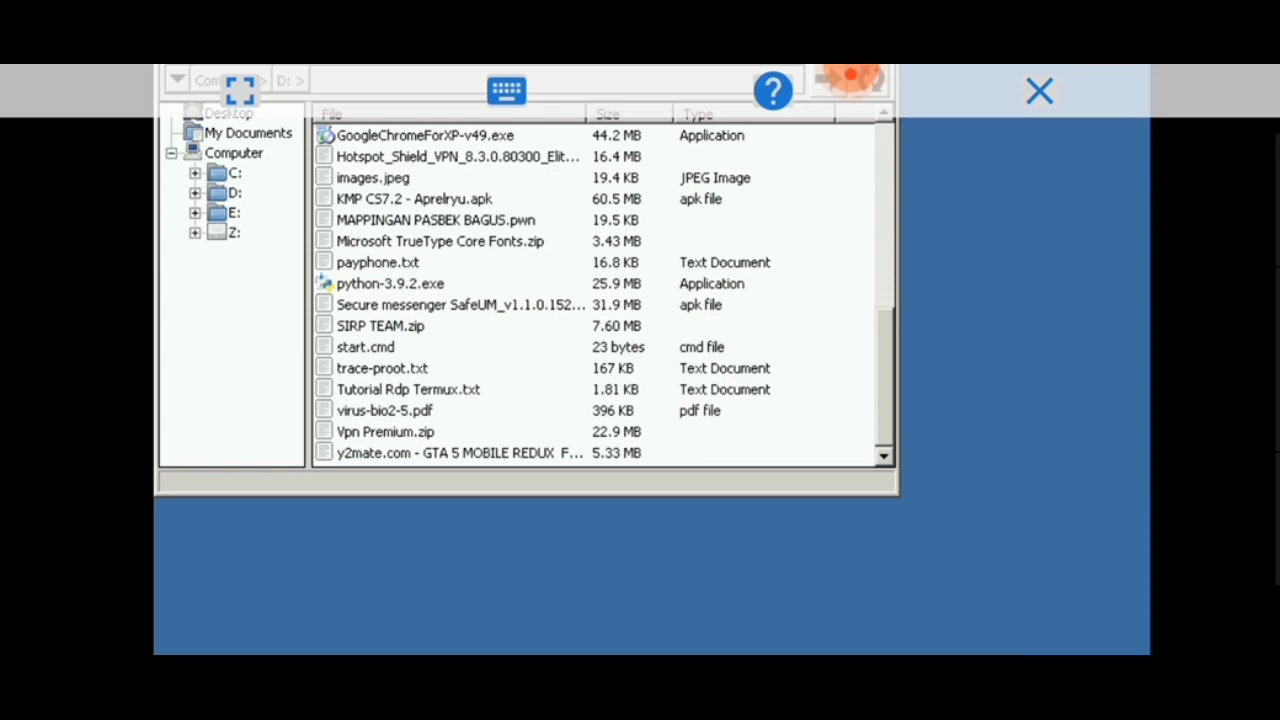 D: >
?
Desktop
My Documents
Computer
C:
D:
E:
Z:
File Size Type
GoogleChromeForXP-v49.exe 44.2 MB Application
Hotspot_Shield_VPN_8.3.0.80300_Elit... 16.4 MB
images.jpeg 19.4 KB JPEG Image
KMP CS7.2 - Aprelryu.apk 60.5 MB apk file
MAPPINGAN PASBEK BAGUS.pwn 19.5 KB
Microsoft TrueType Core Fonts.zip 3.43 MB
payphone.txt 16.8 KB Text Document
python-3.9.2.exe 25.9 MB Application
Secure messenger SafeUM_v1.1.0.152... 31.9 MB apk file
SIRP TEAM.zip 7.60 MB
start.cmd 23 bytes cmd file
trace-proot.txt 167 KB Text Document
Tutorial Rdp Termux.txt 1.81 KB Text Document
virus-bio2-5.pdf 396 KB pdf file
Vpn Premium.zip 22.9 MB
y2mate.com - GTA 5 MOBILE REDUX F... 5.33 MB